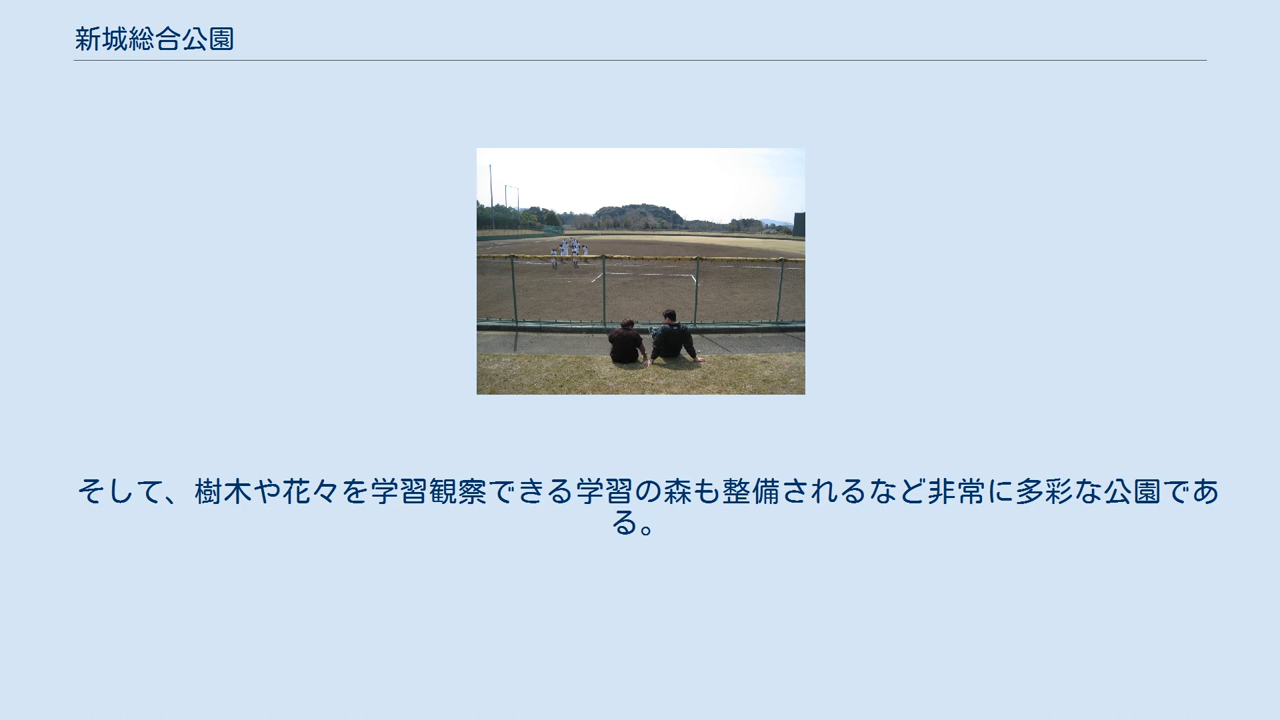 新城総合公園
そして、樹木や花々を学習観察できる学習の森も整備されるなど非常に多彩な公園であ
る。